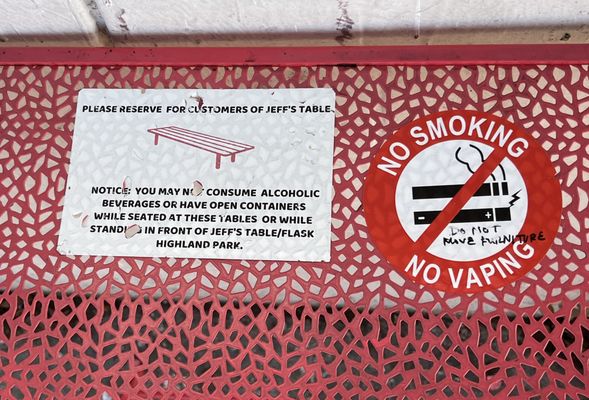 PLEASE RESERVE FOR CUSTOMERS OF JEFF'S TABLE
NOTICE: YOU MAY NOT CONSUME ALCOHOLIC
BEVERAGES OR HAVE OPEN CONTAINERS
WHILE SEATED AT THESE TABLES OR WHILE
STANDING IN FRONT OF JEFF'S TABLE/FLASK
HIGHLAND PARK.
NO SMOKING
DO NOT
MOVE FURNITURE
NO VAPING